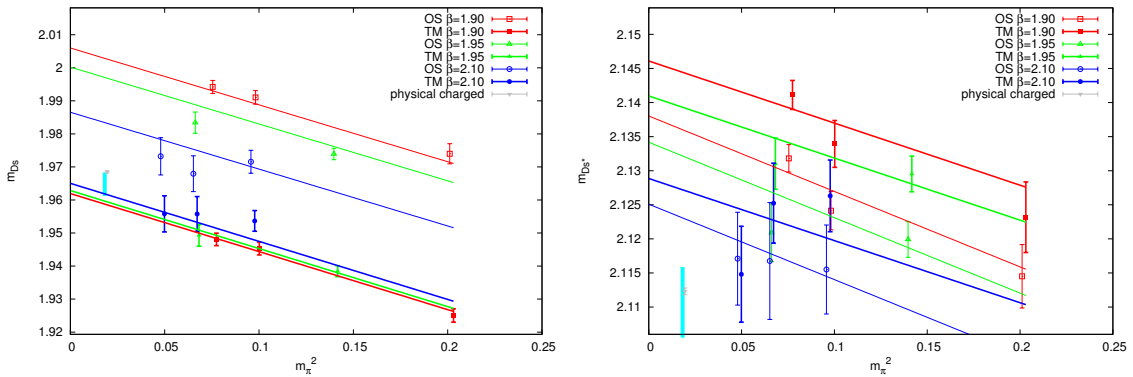 2.01
2
1.99
1.98
1.97
1.96
1.95
1.94
1.93
1.92
0
0.05
0.1
0.15
0.2
0.25
m_Ds
m_π^2
OS β=1.90
TM β=1.90
OS β=1.95
TM β=1.95
OS β=2.10
TM β=2.10
physical charged
2.15
2.145
2.14
2.135
2.13
2.125
2.12
2.115
2.11
0
0.05
0.1
0.15
0.2
0.25
m_Ds*
m_π^2
OS β=1.90
TM β=1.90
OS β=1.95
TM β=1.95
OS β=2.10
TM β=2.10
physical charged